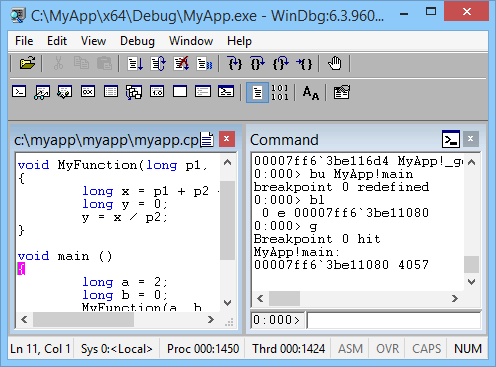 C:\MyApp\x64\Debug\MyApp.exe - WinDbg:6.3.960...
File Edit View Debug Window Help
c:\myapp\myapp\myapp.cp
void MyFunction(long p1,
{
long x = p1 + p2
long y = 0;
y = x / p2;
}
void main ()
{
long a = 2;
long b = 0;
MyFunction(a, b
Command
00007ff6`3be116d4 MyApp!_
0:000> bu MyApp!main
breakpoint 0 redefined
0:000> bl
0 e 00007ff6`3be11080
0:000> g
Breakpoint 0 hit
MyApp!main:
00007ff6`3be11080 4057
0:000>
Ln 11, Col 1 Sys 0:<Local> Proc 000:1450 Thrd 000:1424 ASM OVR CAPS NUM